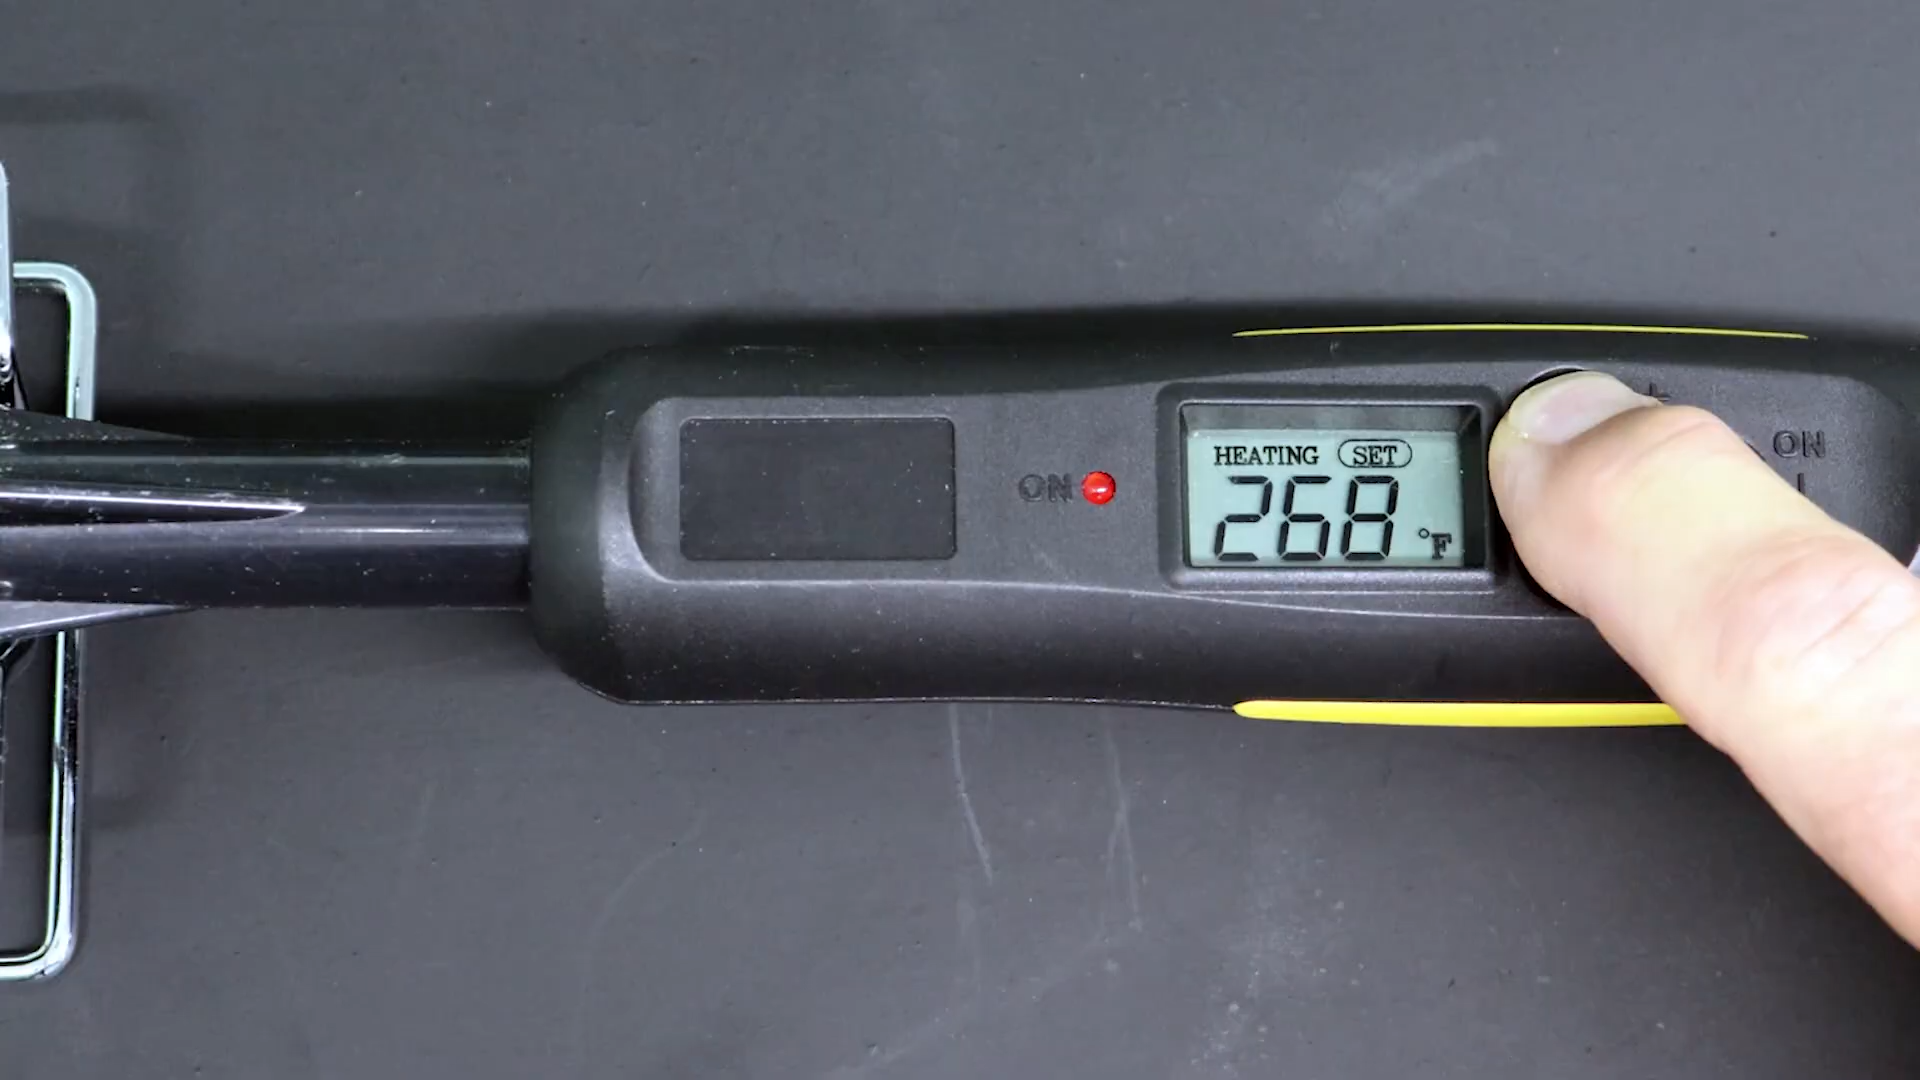 HEATING SET
ON
268 °F
+
ON
I